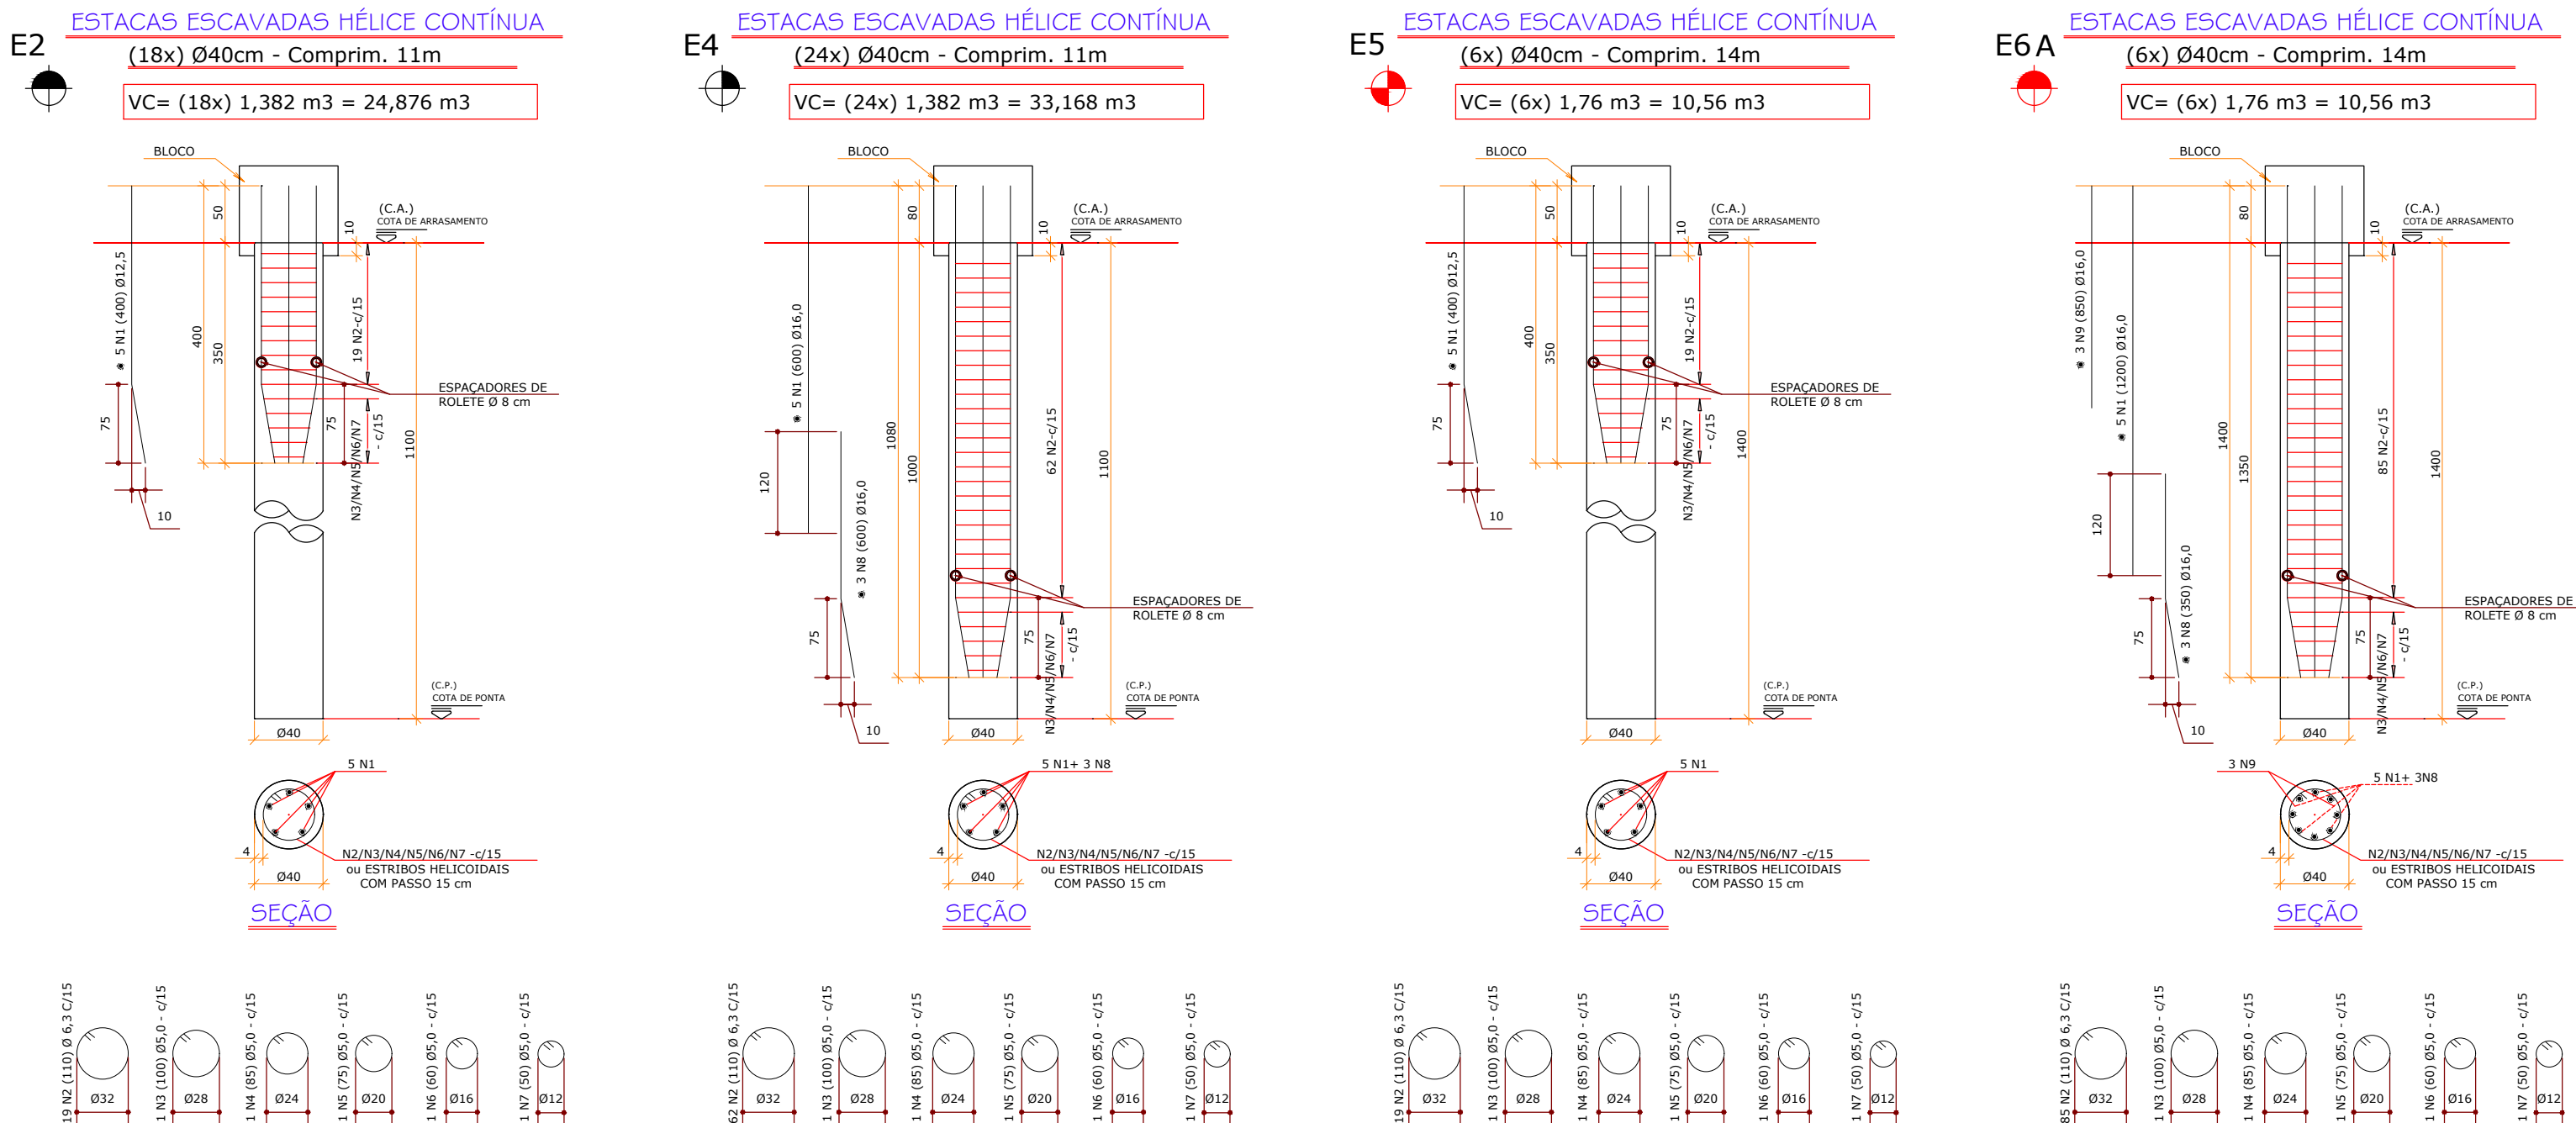 E2
ESTACAS ESCAVADAS HÉLICE CONTÍNUA
(18x) Ø40cm - Comprim. 11m
VC= (18x) 1,382 m3 = 24,876 m3
BLOCO
50
10
(C.A.)
COTA DE ARRASAMENTO
5 N1 (400) Ø12,5
400
350
19 N2-c/15
ESPAÇADORES DE
ROLETE Ø 8 cm
75
75
N3/N4/N5/N6/N7
- c/15
1100
10
(C.P.)
COTA DE PONTA
Ø40
5 N1
4
N2/N3/N4/N5/N6/N7 -c/15
ou ESTRIBOS HELICOIDAIS
COM PASSO 15 cm
Ø40
SEÇÃO
19 N2 (110) Ø 6,3 C/15
Ø32
1 N3 (100) Ø5,0 - c/15
Ø28
1 N4 (85) Ø5,0 - c/15
Ø24
1 N5 (75) Ø5,0 - c/15
Ø20
1 N6 (60) Ø5,0 - c/15
Ø16
1 N7 (50) Ø5,0 - c/15
Ø12
E4
ESTACAS ESCAVADAS HÉLICE CONTÍNUA
(24x) Ø40cm - Comprim. 11m
VC= (24x) 1,382 m3 = 33,168 m3
BLOCO
80
10
(C.A.)
COTA DE ARRASAMENTO
5 N1 (600) Ø16,0
1080
1000
62 N2-c/15
1100
120
3 N8 (600) Ø16,0
ESPAÇADORES DE
ROLETE Ø 8 cm
75
75
N3/N4/N5/N6/N7
- c/15
10
(C.P.)
COTA DE PONTA
Ø40
5 N1+ 3 N8
4
N2/N3/N4/N5/N6/N7 -c/15
ou ESTRIBOS HELICOIDAIS
COM PASSO 15 cm
Ø40
SEÇÃO
62 N2 (110) Ø 6,3 C/15
Ø32
1 N3 (100) Ø5,0 - c/15
Ø28
1 N4 (85) Ø5,0 - c/15
Ø24
1 N5 (75) Ø5,0 - c/15
Ø20
1 N6 (60) Ø5,0 - c/15
Ø16
1 N7 (50) Ø5,0 - c/15
Ø12
E5
ESTACAS ESCAVADAS HÉLICE CONTÍNUA
(6x) Ø40cm - Comprim. 14m
VC= (6x) 1,76 m3 = 10,56 m3
BLOCO
50
10
(C.A.)
COTA DE ARRASAMENTO
5 N1 (400) Ø12,5
400
350
19 N2-c/15
ESPAÇADORES DE
ROLETE Ø 8 cm
75
75
N3/N4/N5/N6/N7
- c/15
1400
10
(C.P.)
COTA DE PONTA
Ø40
5 N1
4
N2/N3/N4/N5/N6/N7 -c/15
ou ESTRIBOS HELICOIDAIS
COM PASSO 15 cm
Ø40
SEÇÃO
19 N2 (110) Ø 6,3 C/15
Ø32
1 N3 (100) Ø5,0 - c/15
Ø28
1 N4 (85) Ø5,0 - c/15
Ø24
1 N5 (75) Ø5,0 - c/15
Ø20
1 N6 (60) Ø5,0 - c/15
Ø16
1 N7 (50) Ø5,0 - c/15
Ø12
E6 A
ESTACAS ESCAVADAS HÉLICE CONTÍNUA
(6x) Ø40cm - Comprim. 14m
VC= (6x) 1,76 m3 = 10,56 m3
BLOCO
80
10
(C.A.)
COTA DE ARRASAMENTO
3 N9 (850) Ø16,0
5 N1 (1200) Ø16,0
1400
1350
85 N2-c/15
1400
120
3 N8 (350) Ø16,0
ESPAÇADORES DE
ROLETE Ø 8 cm
75
75
N3/N4/N5/N6/N7
- c/15
10
(C.P.)
COTA DE PONTA
Ø40
3 N9
5 N1+ 3N8
4
N2/N3/N4/N5/N6/N7 -c/15
ou ESTRIBOS HELICOIDAIS
COM PASSO 15 cm
Ø40
SEÇÃO
85 N2 (110) Ø 6,3 C/15
Ø32
1 N3 (100) Ø5,0 - c/15
Ø28
1 N4 (85) Ø5,0 - c/15
Ø24
1 N5 (75) Ø5,0 - c/15
Ø20
1 N6 (60) Ø5,0 - c/15
Ø16
1 N7 (50) Ø5,0 - c/15
Ø12